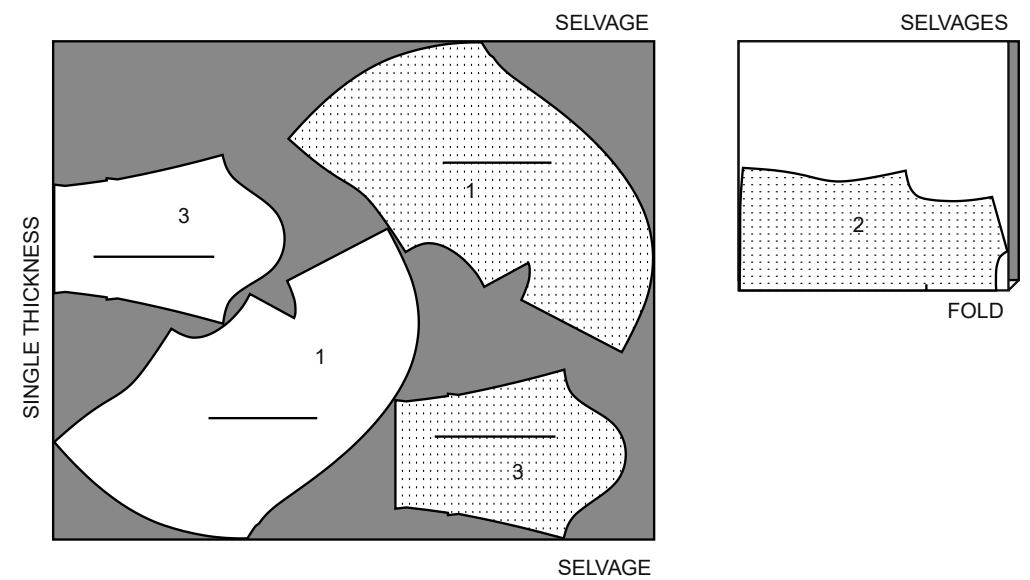 SELVAGE
SELVAGES
1
3
2
SINGLE THICKNESS
FOLD
1
3
SELVAGE